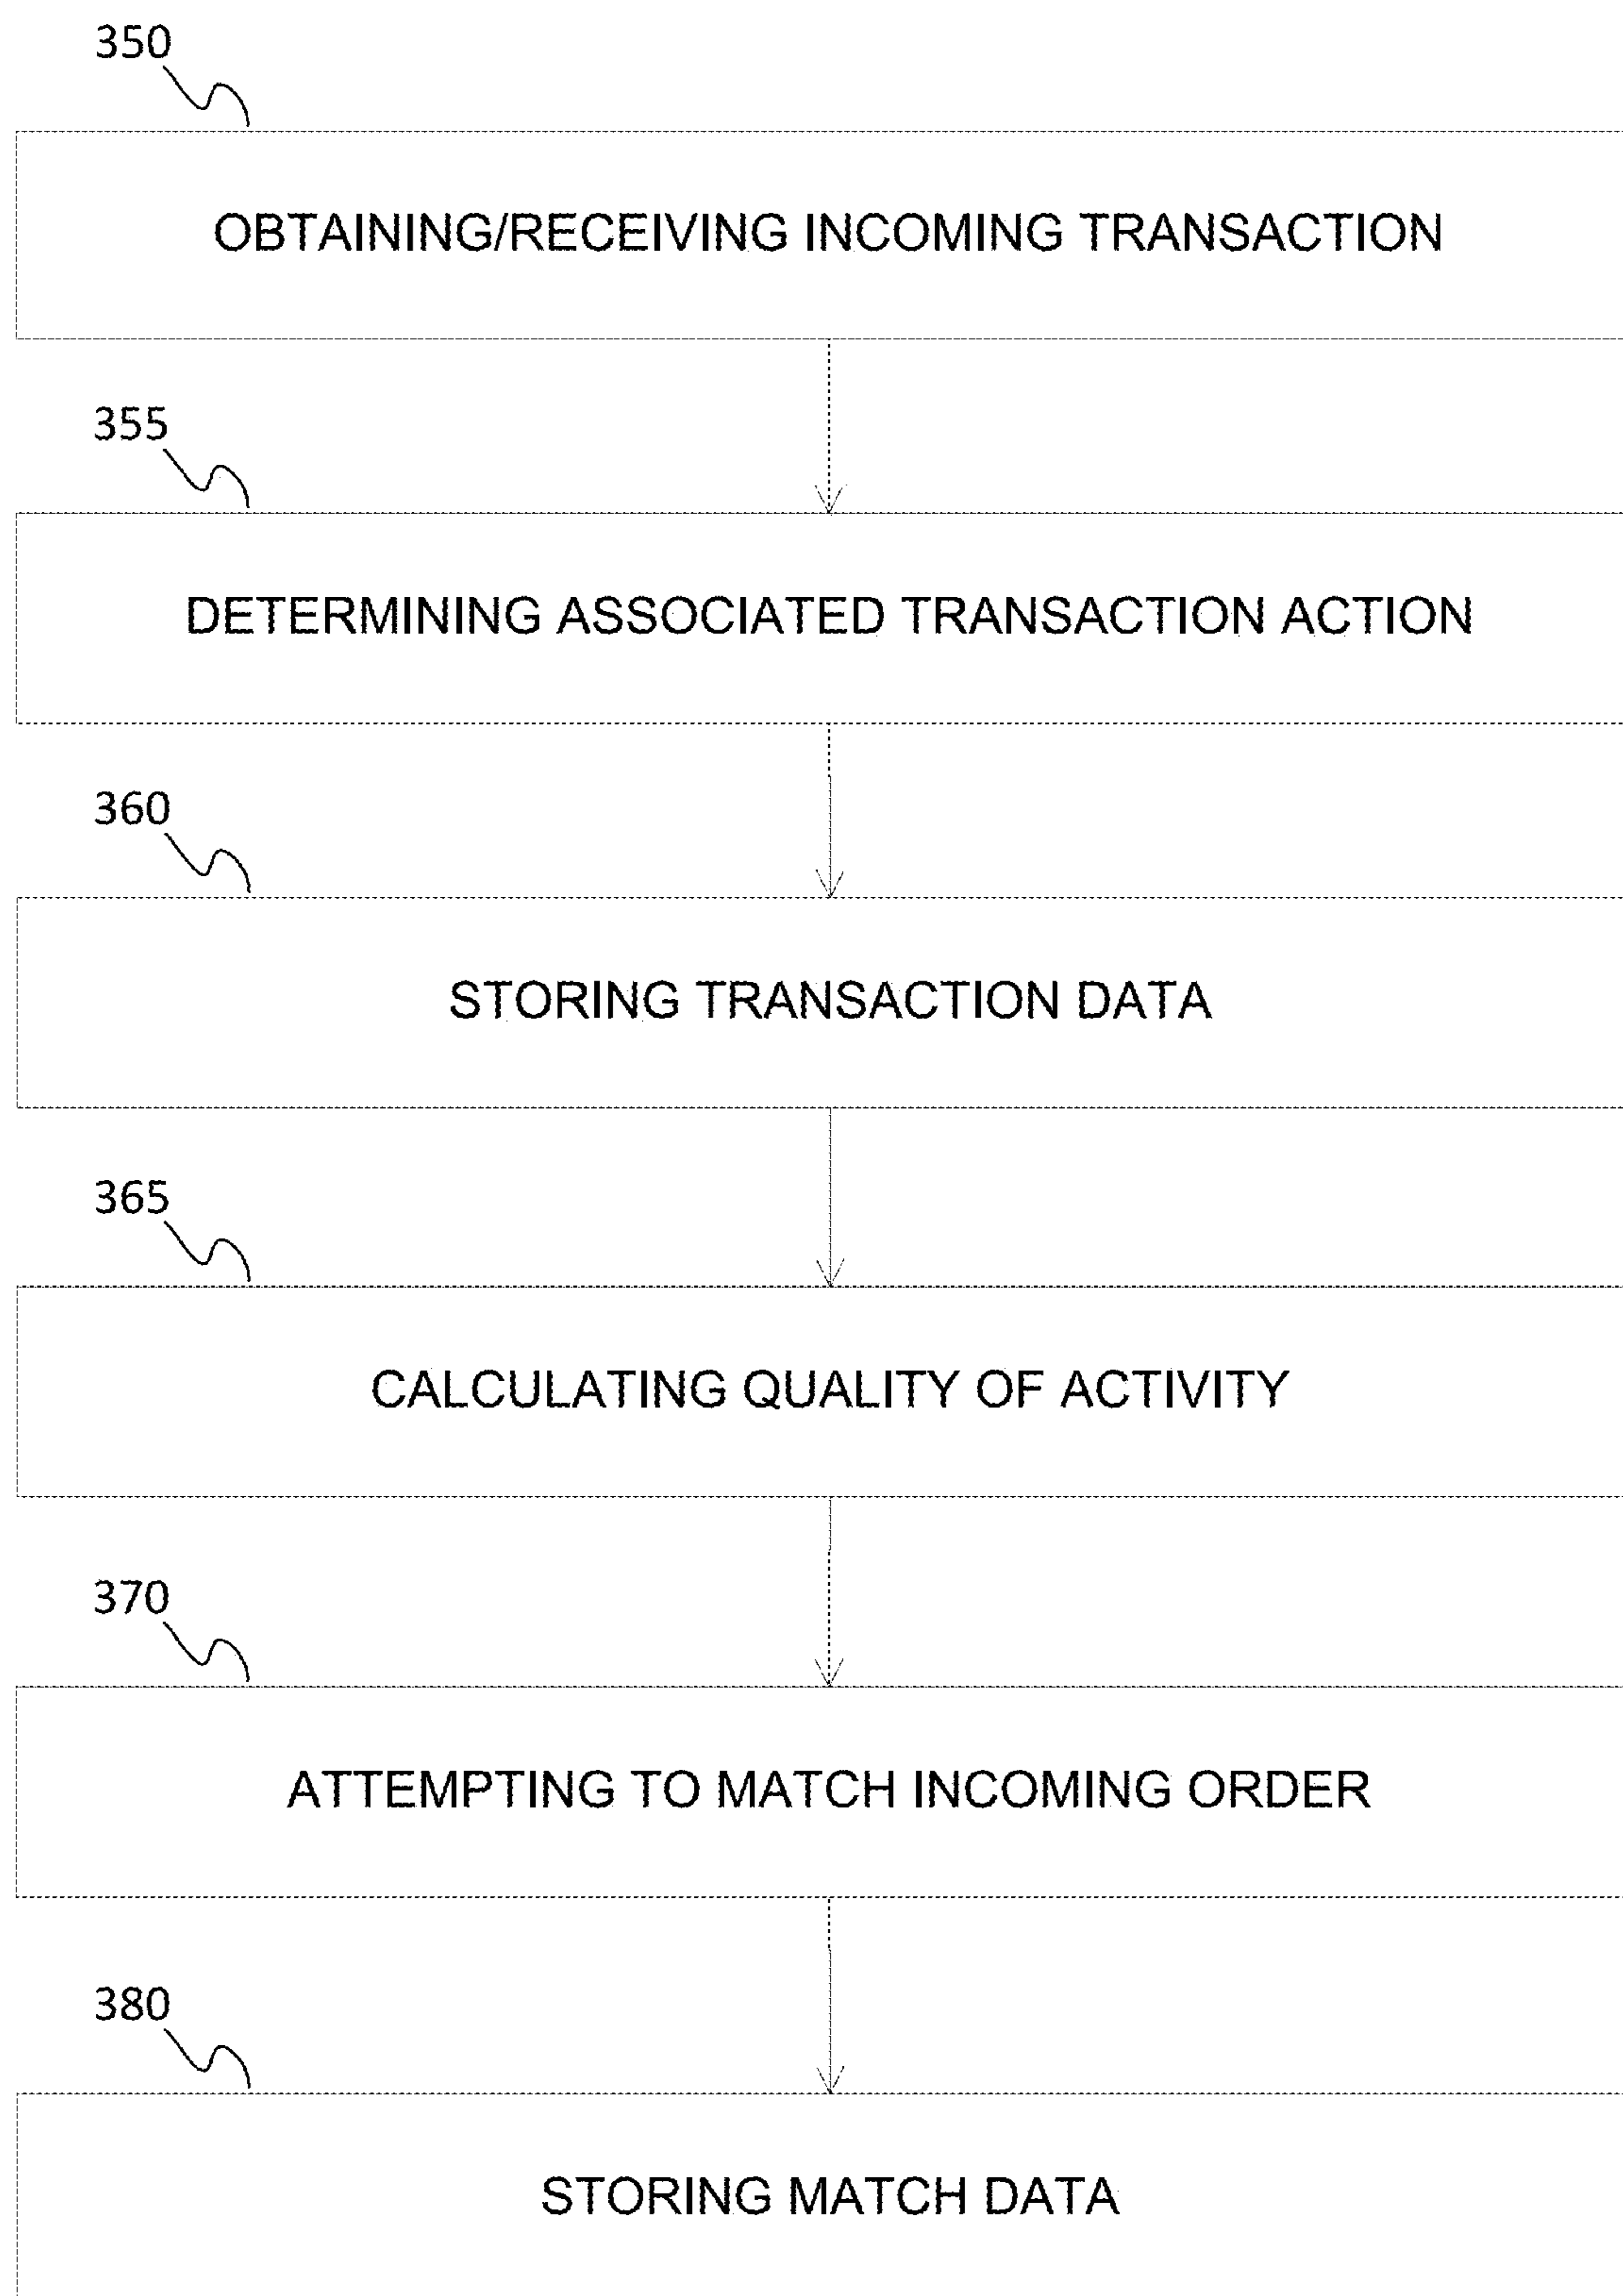 350
OBTAINING/RECEIVING INCOMING TRANSACTION
355
DETERMINING ASSOCIATED TRANSACTION ACTION
360
STORING TRANSACTION DATA
365
CALCULATING QUALITY OF ACTIVITY
370
ATTEMPTING TO MATCH INCOMING ORDER
380
STORING MATCH DATA